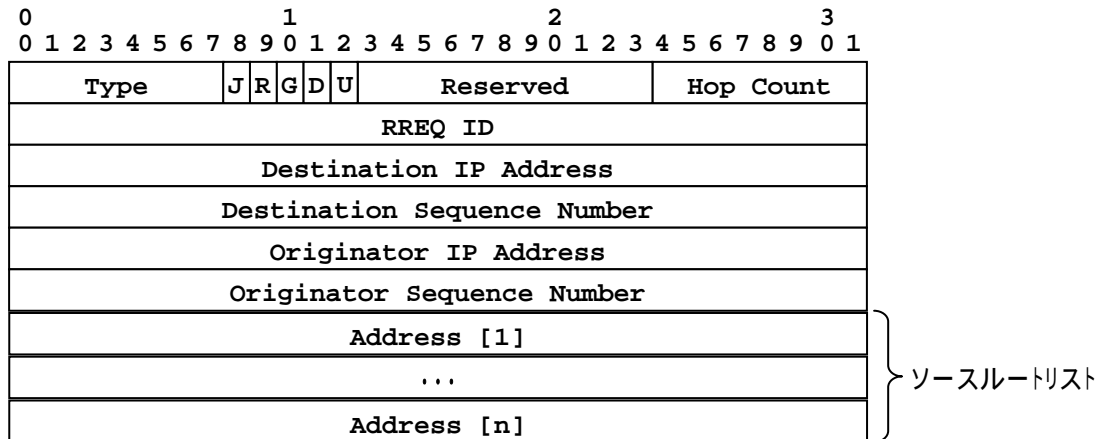 0 1 2 3
0 1 2 3 4 5 6 7 8 9 0 1 2 3 4 5 6 7 8 9 0 1 2 3 4 5 6 7 8 9 0 1
Type J R G D U Reserved Hop Count
RREQ ID
Destination IP Address
Destination Sequence Number
Originator IP Address
Originator Sequence Number
Address [1]
...
ソースルートリスト
Address [n]